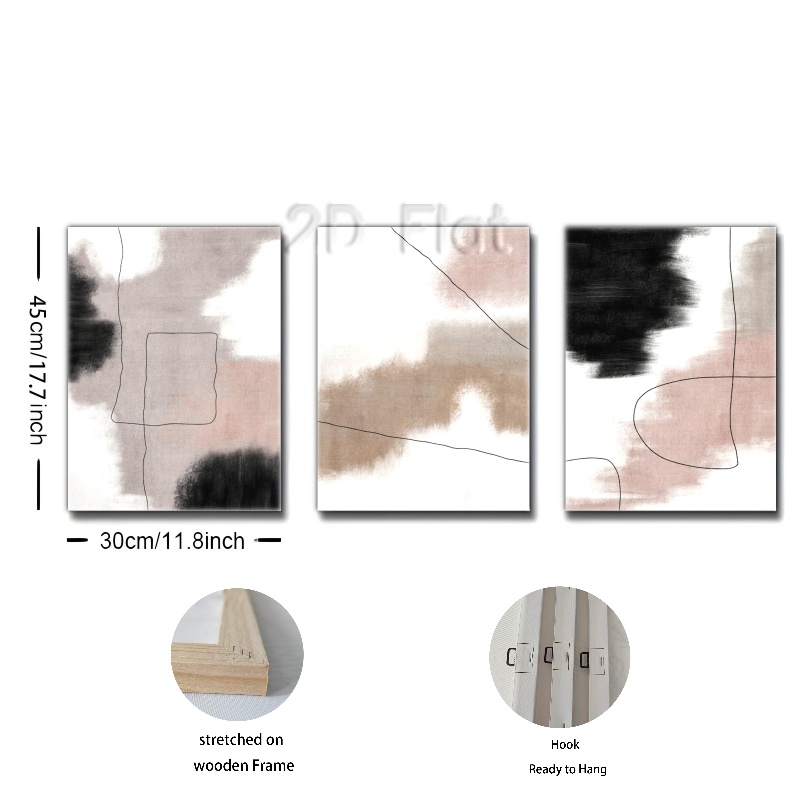 2D Flat
45cm/17.7inch
30cm/11.8inch
stretched on
wooden Frame
Hook
Ready to Hang